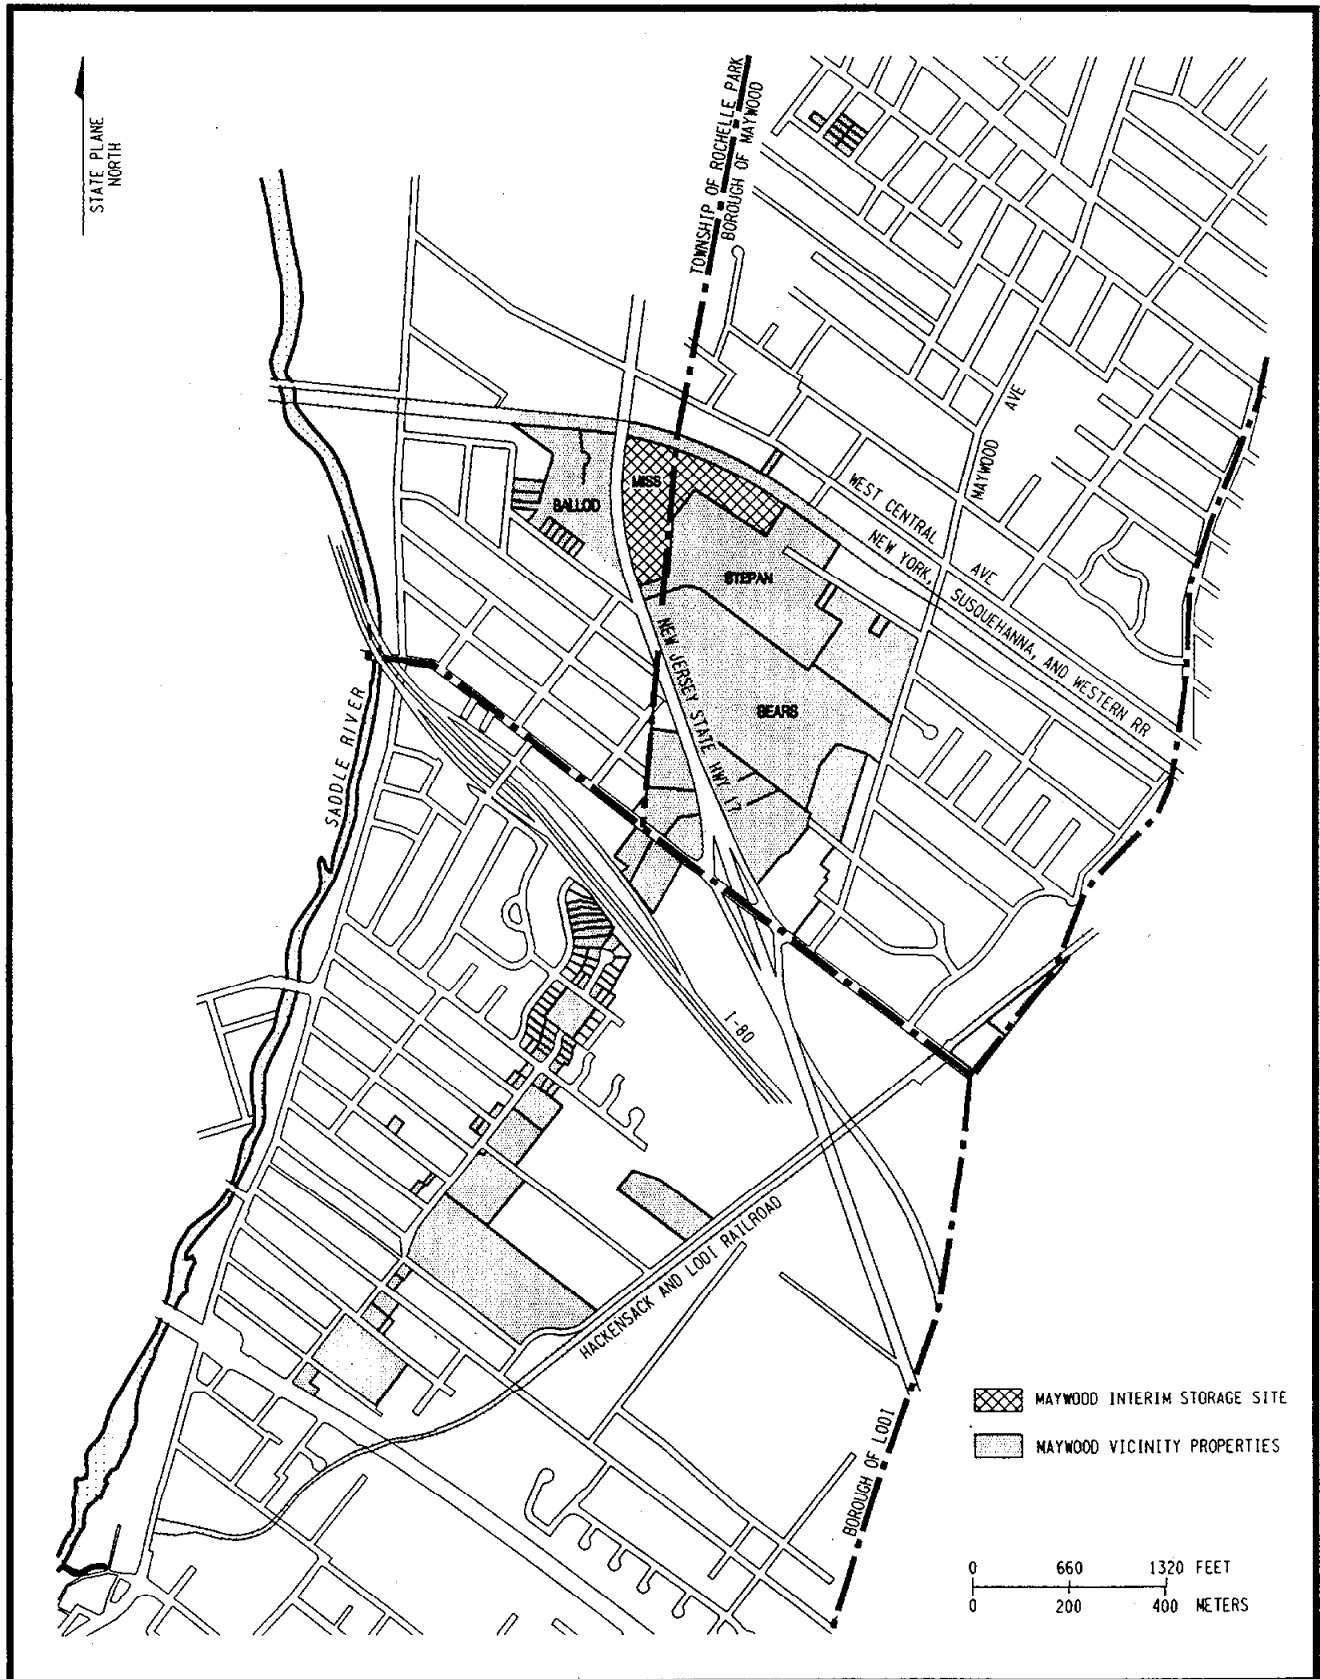 STATE PLANE
NORTH
TOWNSHIP OF ROCHELLE PARK
BOROUGH OF MAYWOOD
MAYWOOD AVE
WEST CENTRAL AVE
NEW YORK, SUSQUEHANNA, AND WESTERN RR
MISS
BALLOD
STEPAN
SEARS
NEW JERSEY STATE HWY 17
SADDLE RIVER
I-80
HACKENSACK AND LODI RAILROAD
BOROUGH OF LODI
MAYWOOD INTERIM STORAGE SITE
MAYWOOD VICINITY PROPERTIES
0 660 1320 FEET
0 200 400 METERS